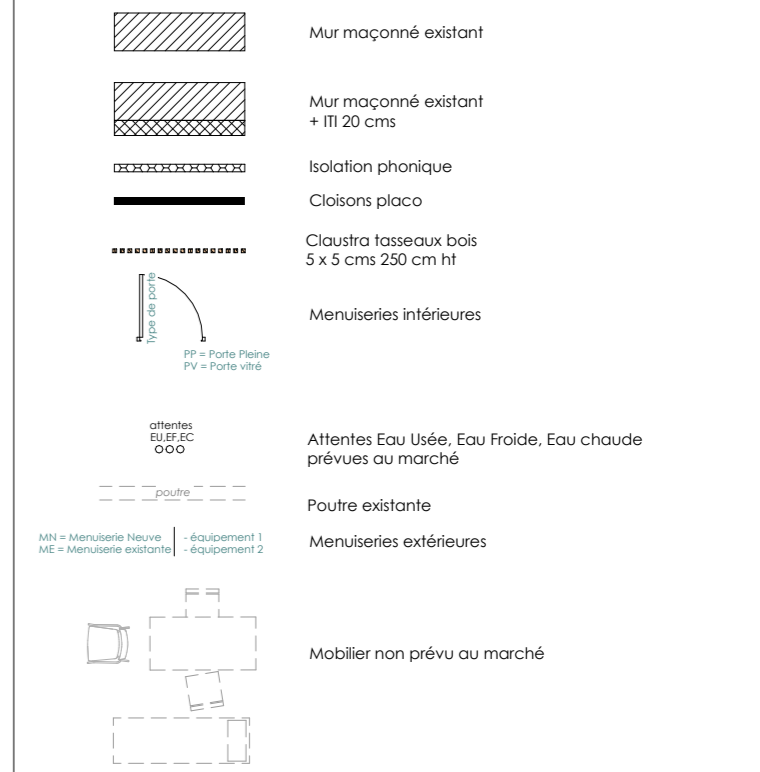 Mur maçonné existant
Mur maçonné existant
+ ITI 20 cms
Isolation phonique
Cloisons placo
Claustra tasseaux bois
5 x 5 cms 250 cm ht
Type de porte
Menuiseries intérieures
PP = Porte Pleine
PV = Porte vitré
attentes
EU,EF,EC
Attentes Eau Usée, Eau Froide, Eau chaude
prévues au marché
poutre
Poutre existante
MN = Menuiserie Neuve - équipement 1
ME = Menuiserie existante - équipement 2
Menuiseries extérieures
Mobilier non prévu au marché